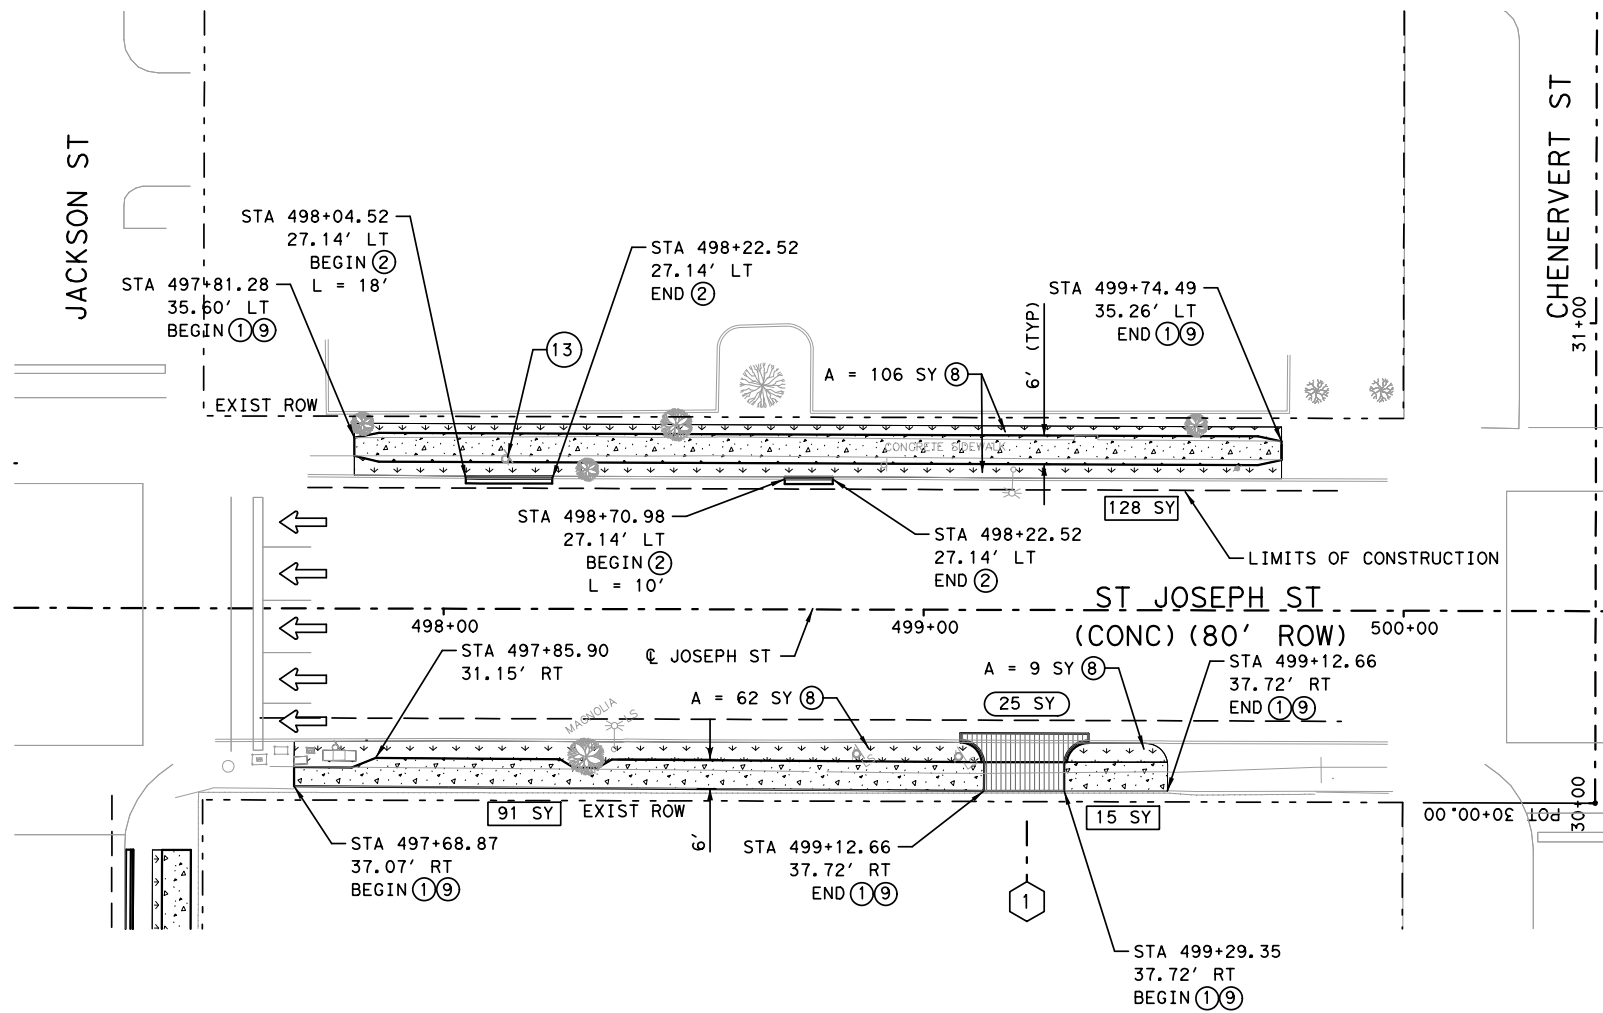 JACKSON ST
CHENERVERT ST
31+00
STA 498+04.52
27.14' LT
BEGIN 2
L = 18'
STA 498+22.52
27.14' LT
END 2
STA 497+81.28
35.60' LT
BEGIN 1 9
13
STA 499+74.49
35.26' LT
END 1 9
6' (TYP)
A = 106 SY 8
EXIST ROW
CONCRETE SIDEWALK
128 SY
STA 498+70.98
27.14' LT
BEGIN 2
L = 10'
STA 498+22.52
27.14' LT
END 2
LIMITS OF CONSTRUCTION
ST JOSEPH ST
(CONC) (80' ROW)
498+00
499+00
500+00
STA 497+85.90
31.15' RT
℄ JOSEPH ST
A = 9 SY 8
STA 499+12.66
37.72' RT
END 1 9
A = 62 SY 8
25 SY
MAGNOLIA
LS
LS
91 SY
EXIST ROW
15 SY
POT 30+00.00
30+00
6'
STA 497+68.87
37.07' RT
BEGIN 1 9
STA 499+12.66
37.72' RT
END 1 9
1
STA 499+29.35
37.72' RT
BEGIN 1 9